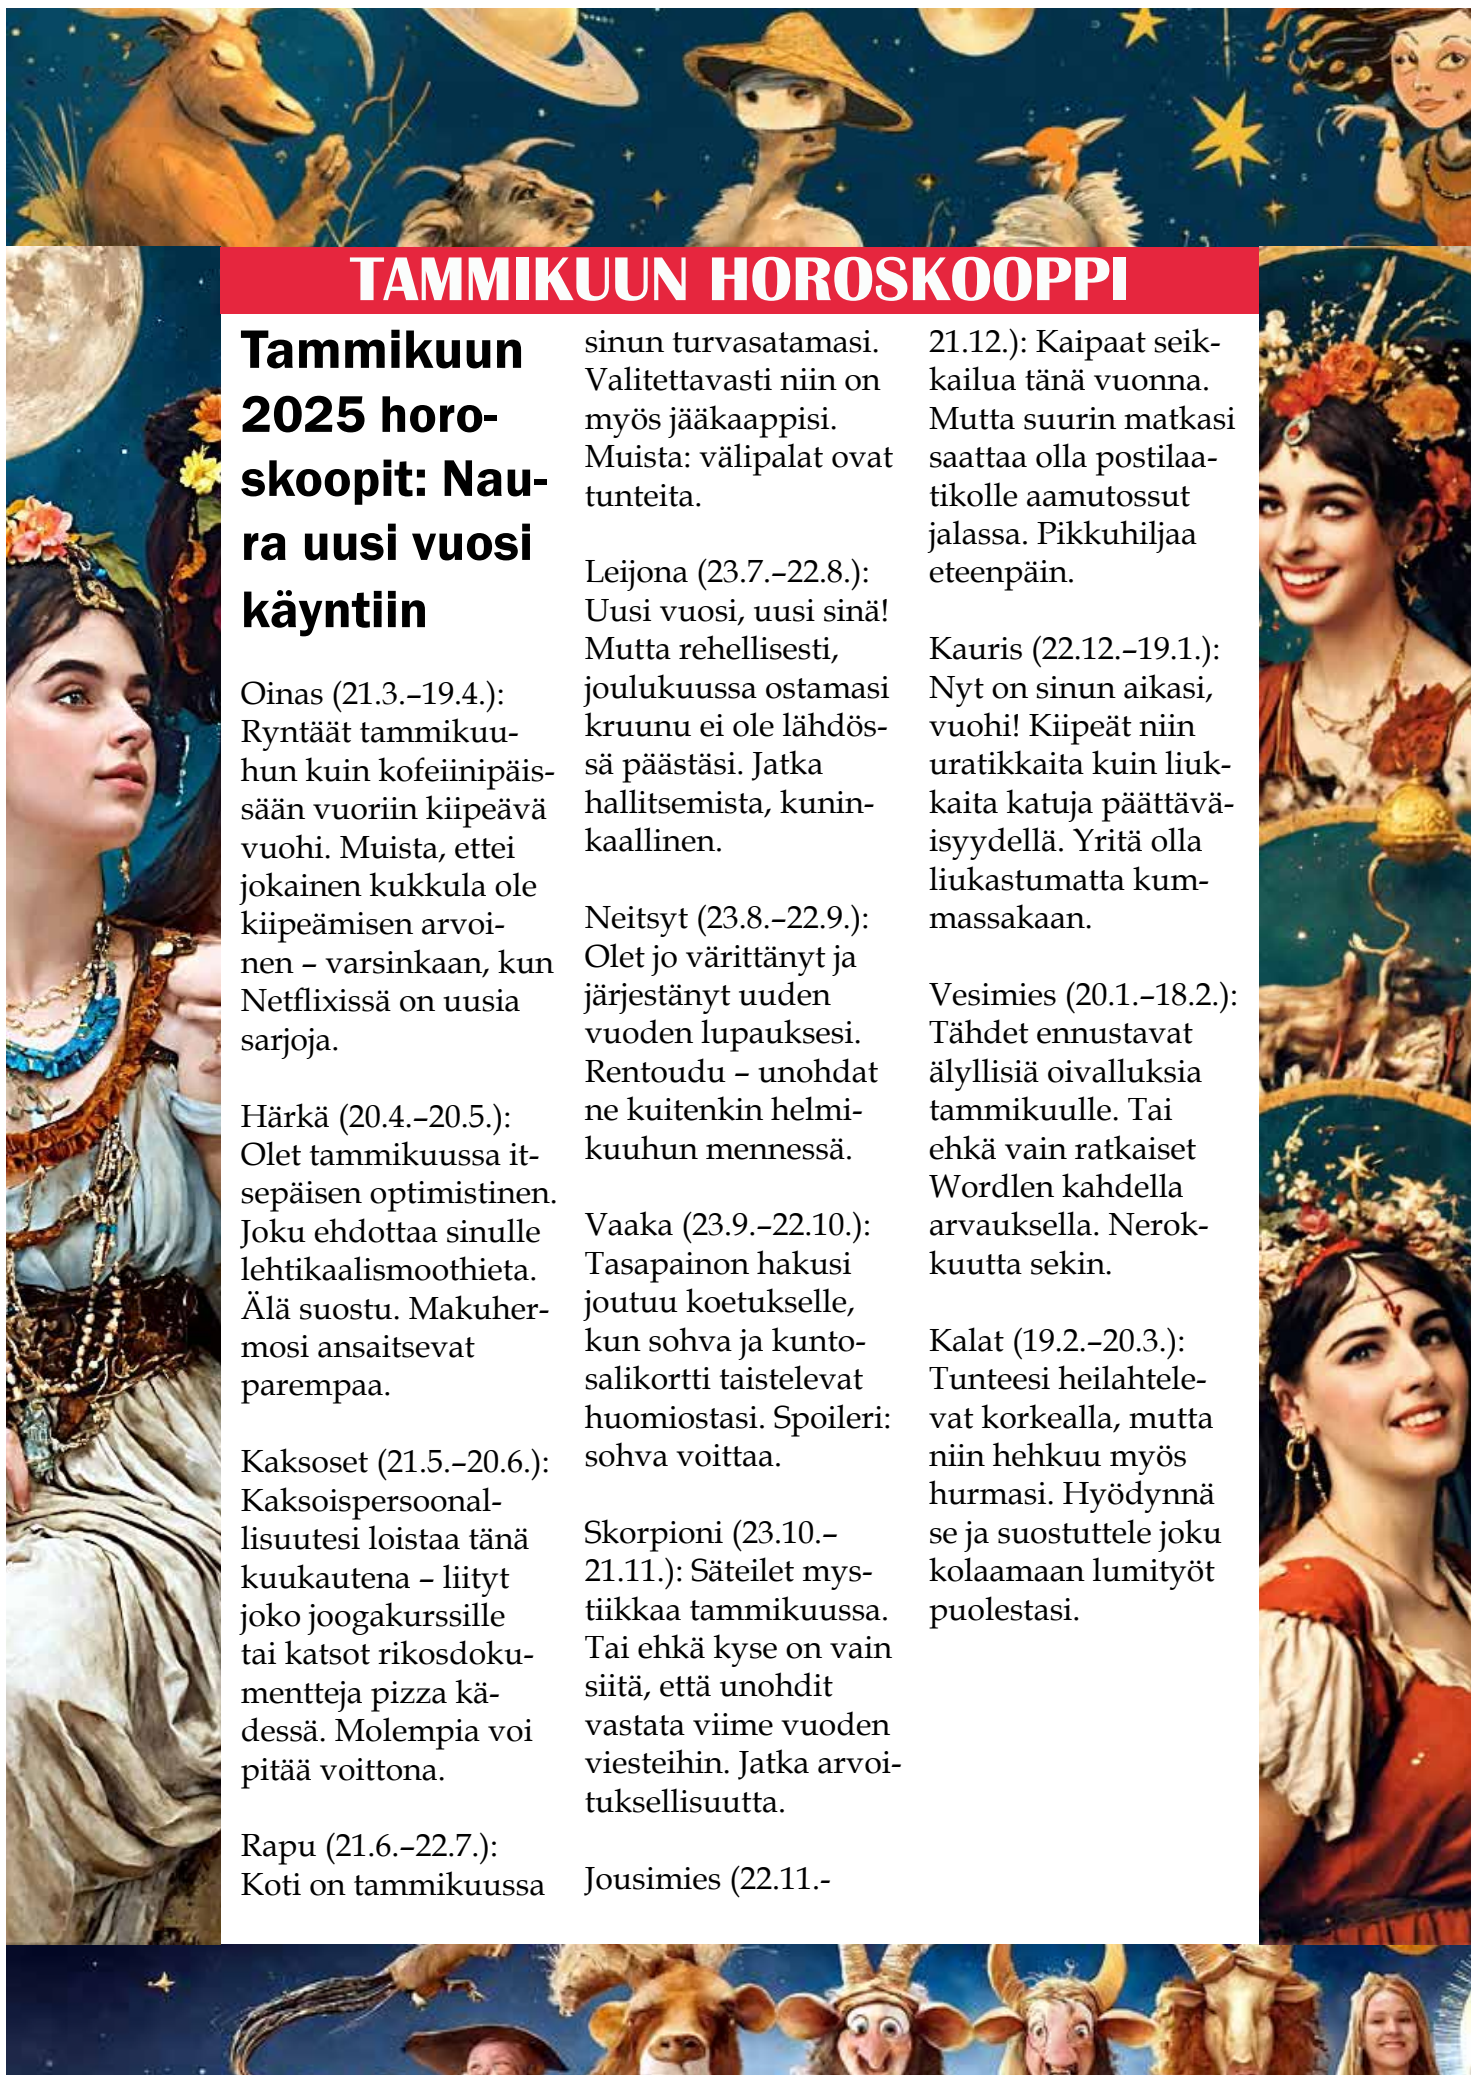 TAMMIKUUN HOROSKOOPPI
Tammikuun
2025 horo-
skoopit: Nau-
ra uusi vuosi
käyntiin
Oinas (21.3.–19.4.):
Ryntäät tammikuu-
hun kuin kofeiinipäis-
sään vuoriin kiipeävä
vuohi. Muista, ettei
jokainen kukkula ole
kiipeämisen arvoi-
nen – varsinkaan, kun
Netflixissä on uusia
sarjoja.
Härkä (20.4.–20.5.):
Olet tammikuussa it-
sepäisen optimistinen.
Joku ehdottaa sinulle
lehtikaalismoothieta.
Älä suostu. Makuher-
mosi ansaitsevat
parempaa.
Kaksoset (21.5.–20.6.):
Kaksoispersoonal-
lisuutesi loistaa tänä
kuukautena – liityt
joko joogakurssille
tai katsot rikosdoku-
mentteja pizza kä-
dessä. Molempia voi
pitää voittona.
Rapu (21.6.–22.7.):
Koti on tammikuussa
sinun turvasatamasi.
Valitettavasti niin on
myös jääkaappisi.
Muista: välipalat ovat
tunteita.
Leijona (23.7.–22.8.):
Uusi vuosi, uusi sinä!
Mutta rehellisesti,
joulukuussa ostamasi
kruunu ei ole lähdös-
sä päästäsi. Jatka
hallitsemista, kunin-
kaallinen.
Neitsyt (23.8.–22.9.):
Olet jo värittänyt ja
järjestänyt uuden
vuoden lupauksesi.
Rentoudu – unohdat
ne kuitenkin helmi-
kuuhun mennessä.
Vaaka (23.9.–22.10.):
Tasapainon hakusi
joutuu koetukselle,
kun sohva ja kunto-
salikortti taistelevat
huomiostasi. Spoileri:
sohva voittaa.
Skorpioni (23.10.–
21.11.): Säteilet mys-
tiikkaa tammikuussa.
Tai ehkä kyse on vain
siitä, että unohdit
vastata viime vuoden
viesteihin. Jatka arvoi-
tuksellisuutta.
Jousimies (22.11.-
21.12.): Kaipaat seik-
kailua tänä vuonna.
Mutta suurin matkasi
saattaa olla postilaa-
tikolle aamutossut
jalassa. Pikkuhiljaa
eteenpäin.
Kauris (22.12.–19.1.):
Nyt on sinun aikasi,
vuohi! Kiipeät niin
uratikkaita kuin liuk-
kaita katuja päättävä-
isyydellä. Yritä olla
liukastumatta kum-
massakaan.
Vesimies (20.1.–18.2.):
Tähdet ennustavat
älyllisiä oivalluksia
tammikuulle. Tai
ehkä vain ratkaiset
Wordlen kahdella
arvauksella. Nerok-
kuutta sekin.
Kalat (19.2.–20.3.):
Tunteesi heilahtele-
vat korkealla, mutta
niin hehkuu myös
hurmasi. Hyödynnä
se ja suostuttele joku
kolaamaan lumityöt
puolestasi.